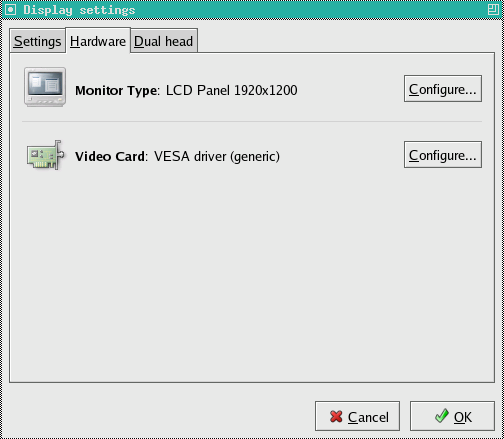 Display settings
Settings Hardware Dual head
Monitor Type: LCD Panel 1920x1200 Configure...
Video Card: VESA driver (generic) Configure...
Cancel OK